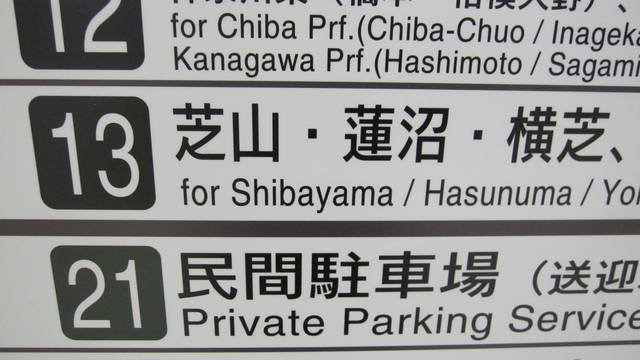 12
for Chiba Prf.(Chiba-Chuo / Inageka
Kanagawa Prf.(Hashimoto / Sagami
13 芝山・蓮沼・横芝、
for Shibayama / Hasunuma / Yo
21 民間駐車場（送迎
Private Parking Service